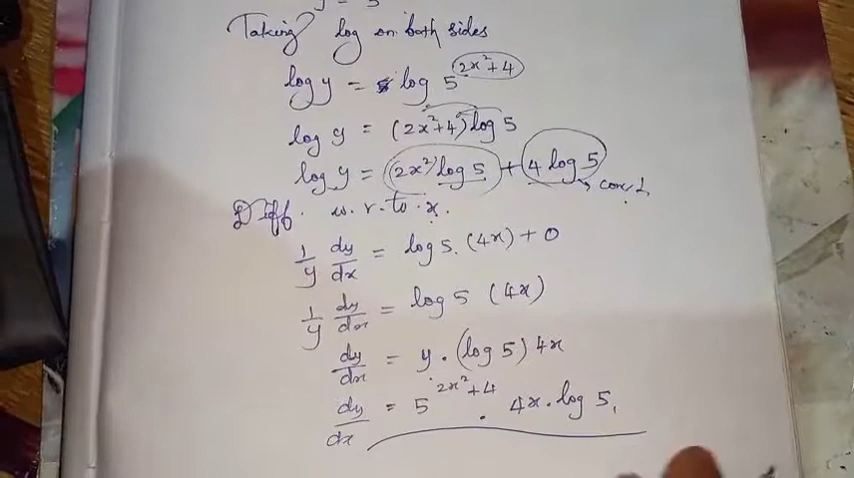 Taking log on both sides
log y = log 5^(2x²+4)
log y = (2x²+4) log 5
log y = (2x²) log 5 + 4 log 5
Diff. w.r.to.x.
1/y dy/dx = log 5. (4x) + 0
1/y dy/dx = log 5 (4x)
dy/dx = y . (log 5) 4x
dy/dx = 5^(2x²+4) . 4x . log 5.